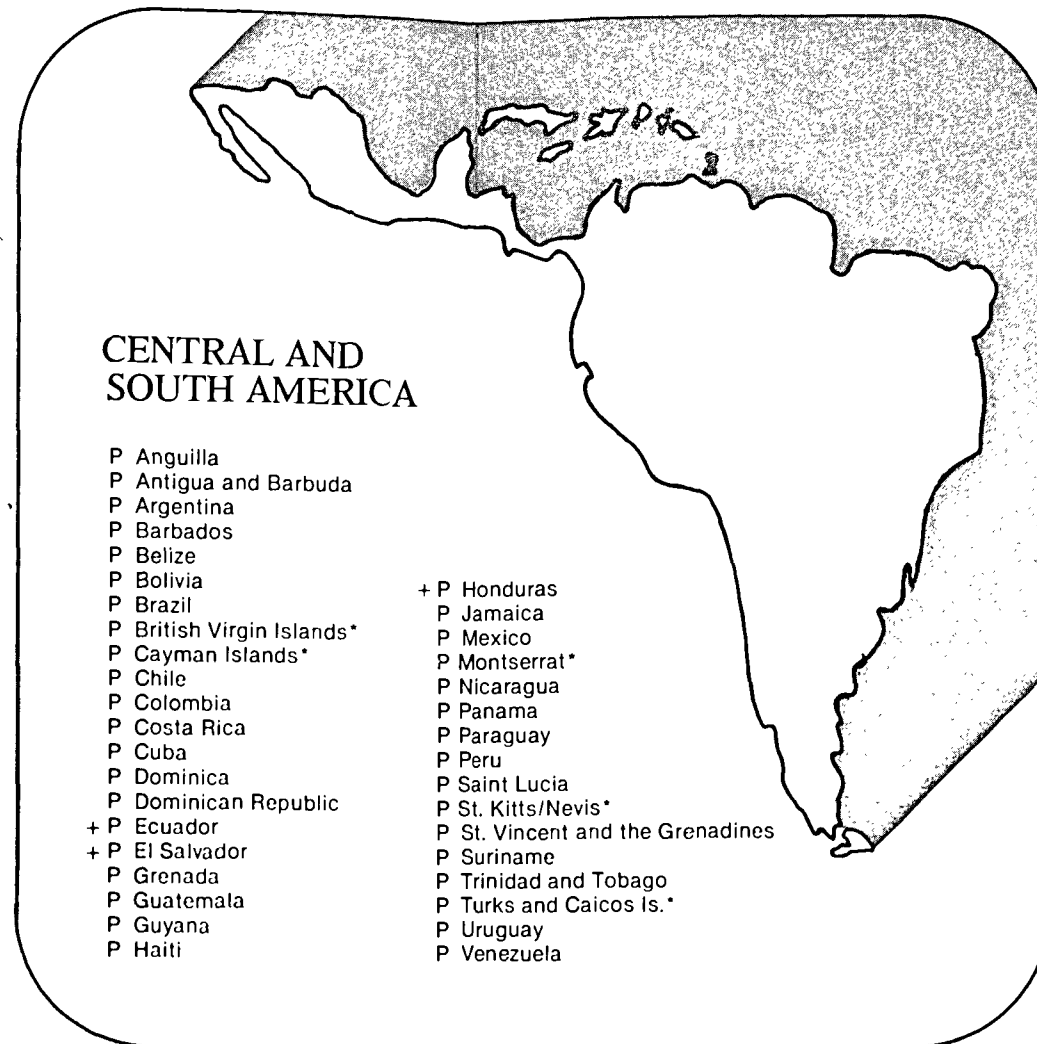 CENTRAL AND
SOUTH AMERICA
P Anguilla
P Antigua and Barbuda
P Argentina
P Barbados
P Belize
P Bolivia
P Brazil
P British Virgin Islands*
P Cayman Islands*
P Chile
P Colombia
P Costa Rica
P Cuba
P Dominica
P Dominican Republic
+ P Ecuador
+ P El Salvador
P Grenada
P Guatemala
P Guyana
P Haiti
+ P Honduras
P Jamaica
P Mexico
P Montserrat*
P Nicaragua
P Panama
P Paraguay
P Peru
P Saint Lucia
P St. Kitts/Nevis*
P St. Vincent and the Grenadines
P Suriname
P Trinidad and Tobago
P Turks and Caicos Is.*
P Uruguay
P Venezuela